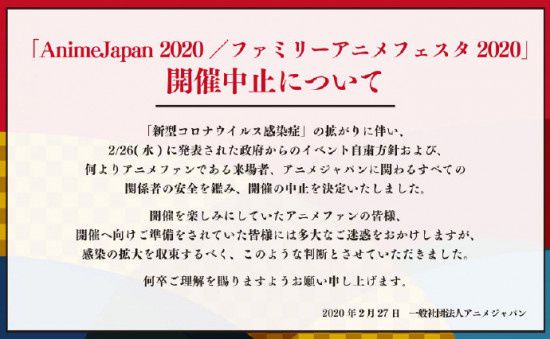 「AnimeJapan 2020 ／ファミリーアニメフェスタ 2020」
開催中止について
「新型コロナウイルス感染症」の拡がりに伴い、
2/26( 水 ) に発表された政府からのイベント自粛方針および、
何よりアニメファンである来場者、アニメジャパンに関わるすべての
関係者の安全を鑑み、開催の中止を決定いたしました。
開催を楽しみにしていたアニメファンの皆様、
開催へ向けご準備をされていた皆様には多大なご迷惑をおかけしますが、
感染の拡大を収束するべく、このような判断とさせていただきました。
何卒ご理解を賜りますようお願い申し上げます。
2020 年 2 月 27 日　一般社団法人アニメジャパン